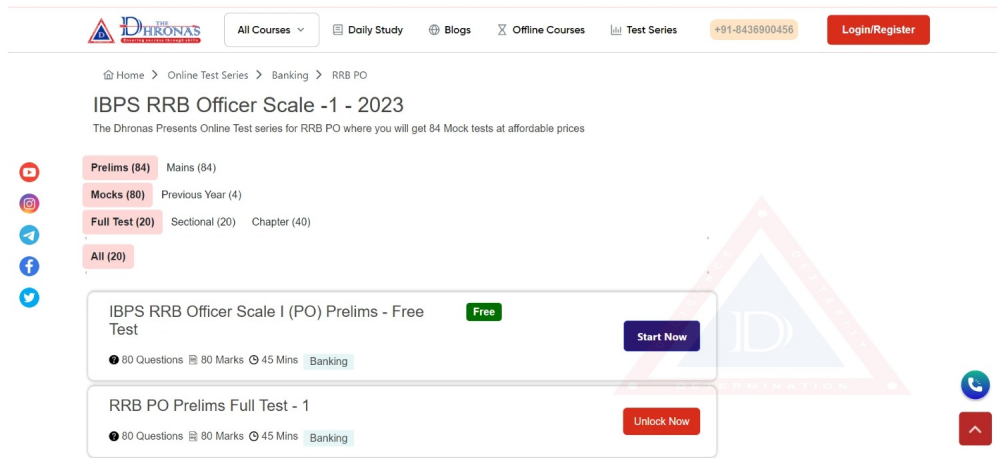 THE
DHRONAS
Ensuring success through skills
All Courses
Daily Study
Blogs
Offline Courses
Test Series
+91-8436900456
Login/Register
Home > Online Test Series > Banking > RRB PO
IBPS RRB Officer Scale -1 - 2023
The Dhronas Presents Online Test series for RRB PO where you will get 84 Mock tests at affordable prices
Prelims (84) Mains (84)
Mocks (80) Previous Year (4)
Full Test (20) Sectional (20) Chapter (40)
All (20)
IBPS RRB Officer Scale I (PO) Prelims - Free
Test
Free
Start Now
80 Questions 80 Marks 45 Mins Banking
RRB PO Prelims Full Test - 1
Unlock Now
80 Questions 80 Marks 45 Mins Banking
D
DETERMINATION